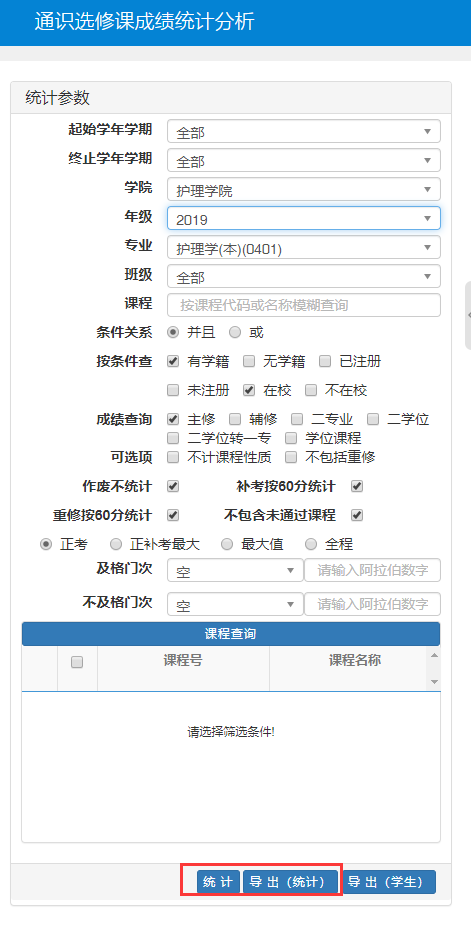 通识选修课成绩统计分析
统计参数
起始学年学期 全部
终止学年学期 全部
学院 护理学院
年级 2019
专业 护理学(本)(0401)
班级 全部
课程 按课程代码或名称模糊查询
条件关系 并且 或
按条件查 有学籍 无学籍 已注册
未注册 在校 不在校
成绩查询 主修 辅修 二专业 二学位
二学位转一专 学位课程
可选项 不计课程性质 不包括重修
作废不统计 补考按60分统计
重修按60分统计 不包含未通过课程
正考 正补考最大 最大值 全程
及格门次 空 请输入阿拉伯数字
不及格门次 空 请输入阿拉伯数字
课程查询
课程号 课程名称
请选择筛选条件!
统 计 导 出（统计） 导 出（学生）